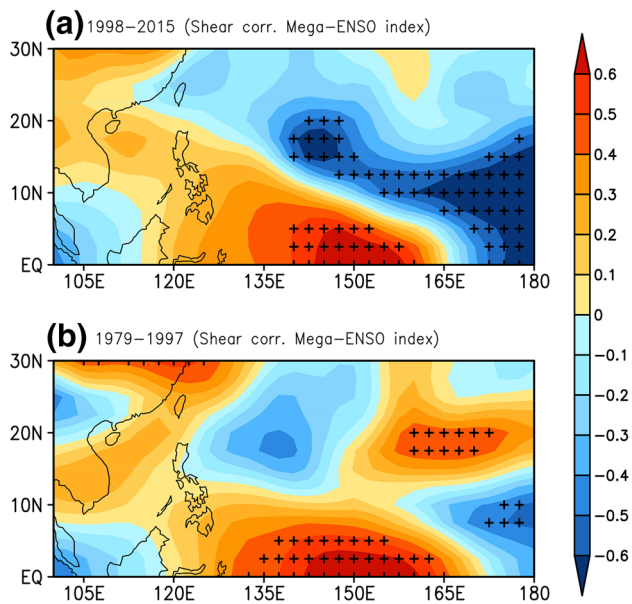 (a) 1998-2015 (Shear corr. Mega-ENSO index)
30N
20N
10N
EQ
105E 120E 135E 150E 165E 180
(b) 1979-1997 (Shear corr. Mega-ENSO index)
30N
20N
10N
EQ
105E 120E 135E 150E 165E 180
0.6
0.5
0.4
0.3
0.2
0.1
0
-0.1
-0.2
-0.3
-0.4
-0.5
-0.6